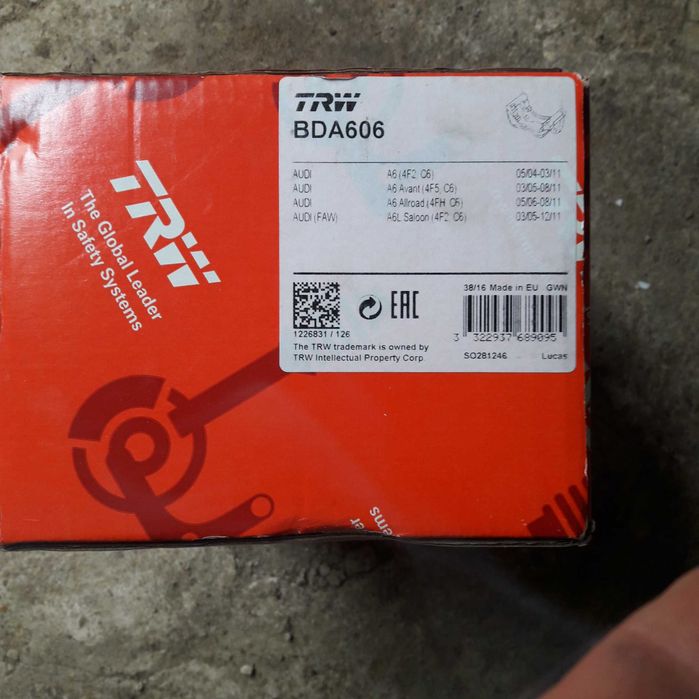 TRW
BDA606
AUDI A6 (4F2, C6) 05/04-03/11
AUDI A6 Avant (4F5, C6) 03/05-08/11
AUDI A6 Allroad (4FH, C6) 05/06-08/11
AUDI (FAW) A6L Saloon (4F2, C6) 03/05-12/11
38/16 Made in EU GWN
1226831 / 126
EAC
3 322937 689095
The TRW trademark is owned by
TRW Intellectual Property Corp.
SO281246 Lucas
TRW
The Global Leader
In Safety Systems